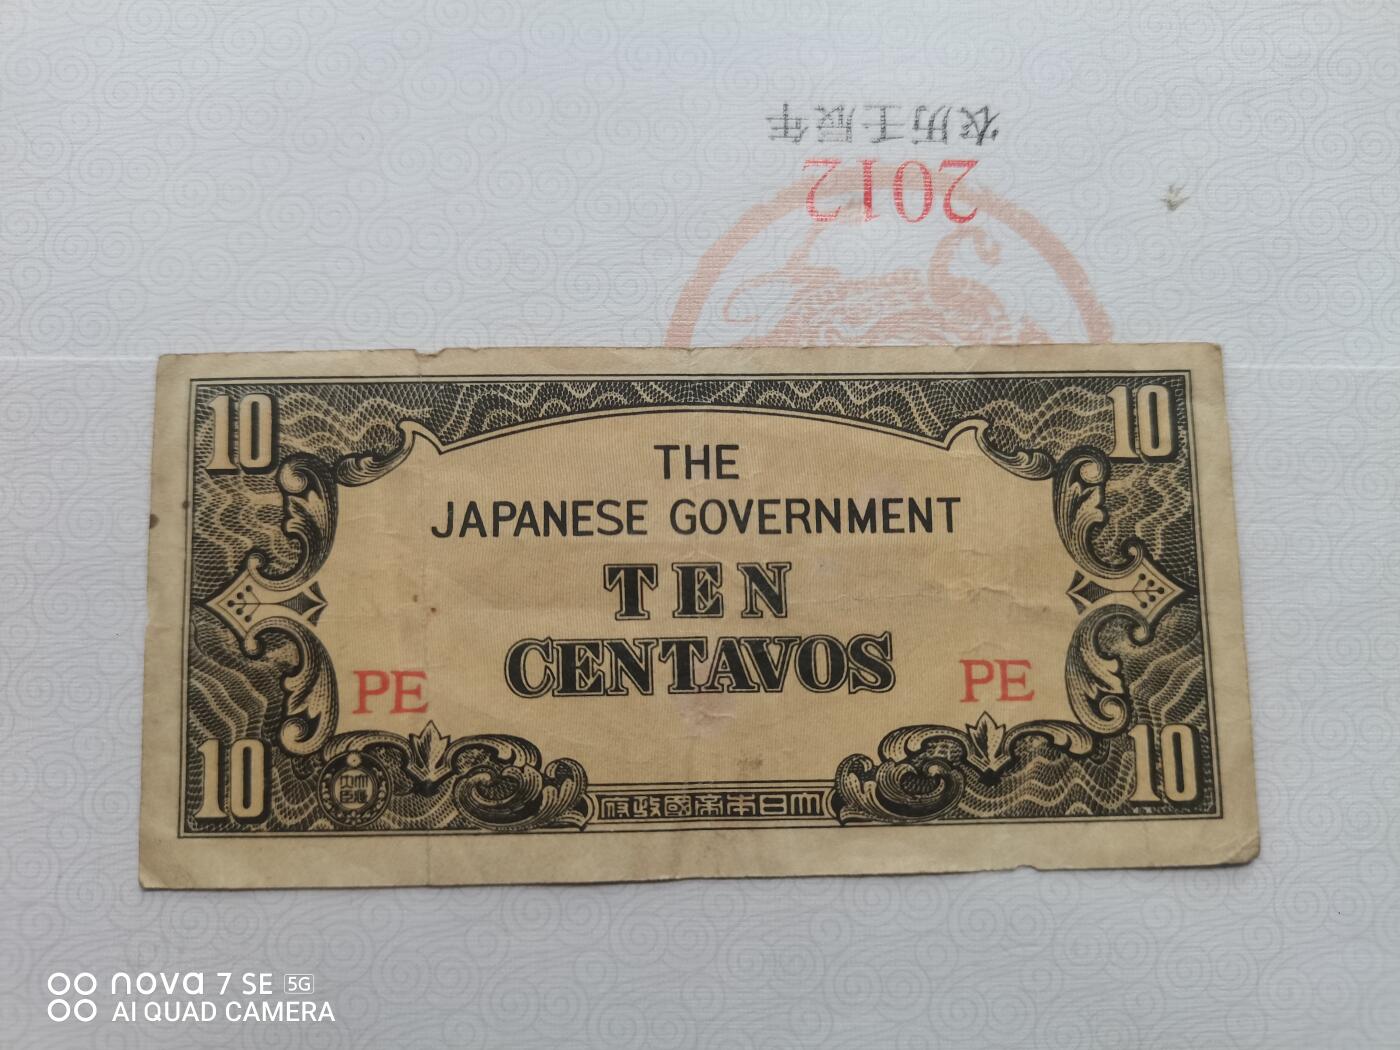 农历壬辰年
2012
10 10
THE
JAPANESE GOVERNMENT
TEN
CENTAVOS
PE PE
10 10
府政國帝本日大
nova 7 SE 5G
AI QUAD CAMERA